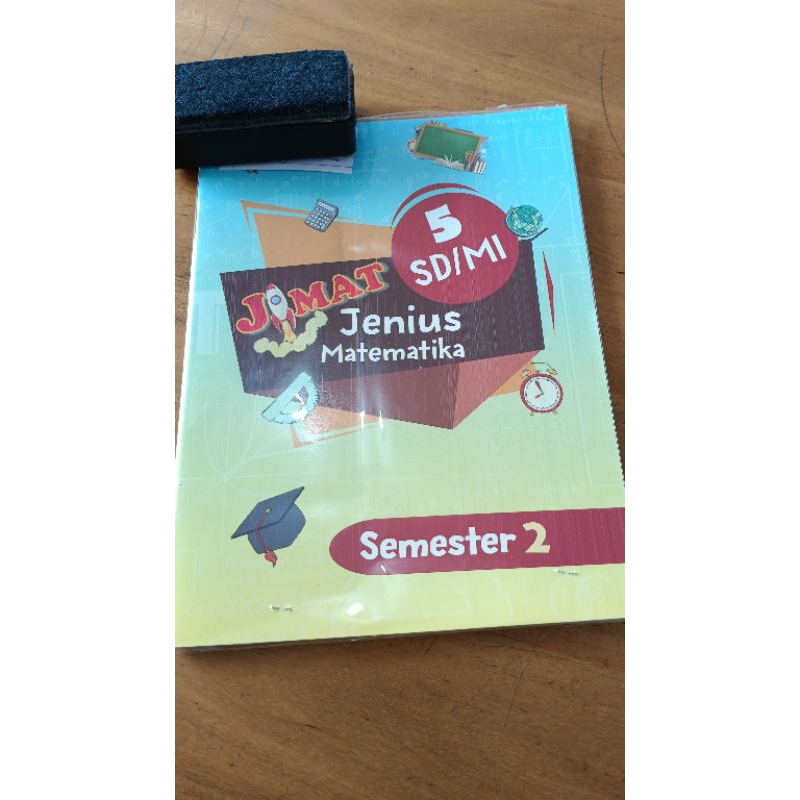 5
SD/MI
JIMAT
Jenius
Matematika
Semester 2